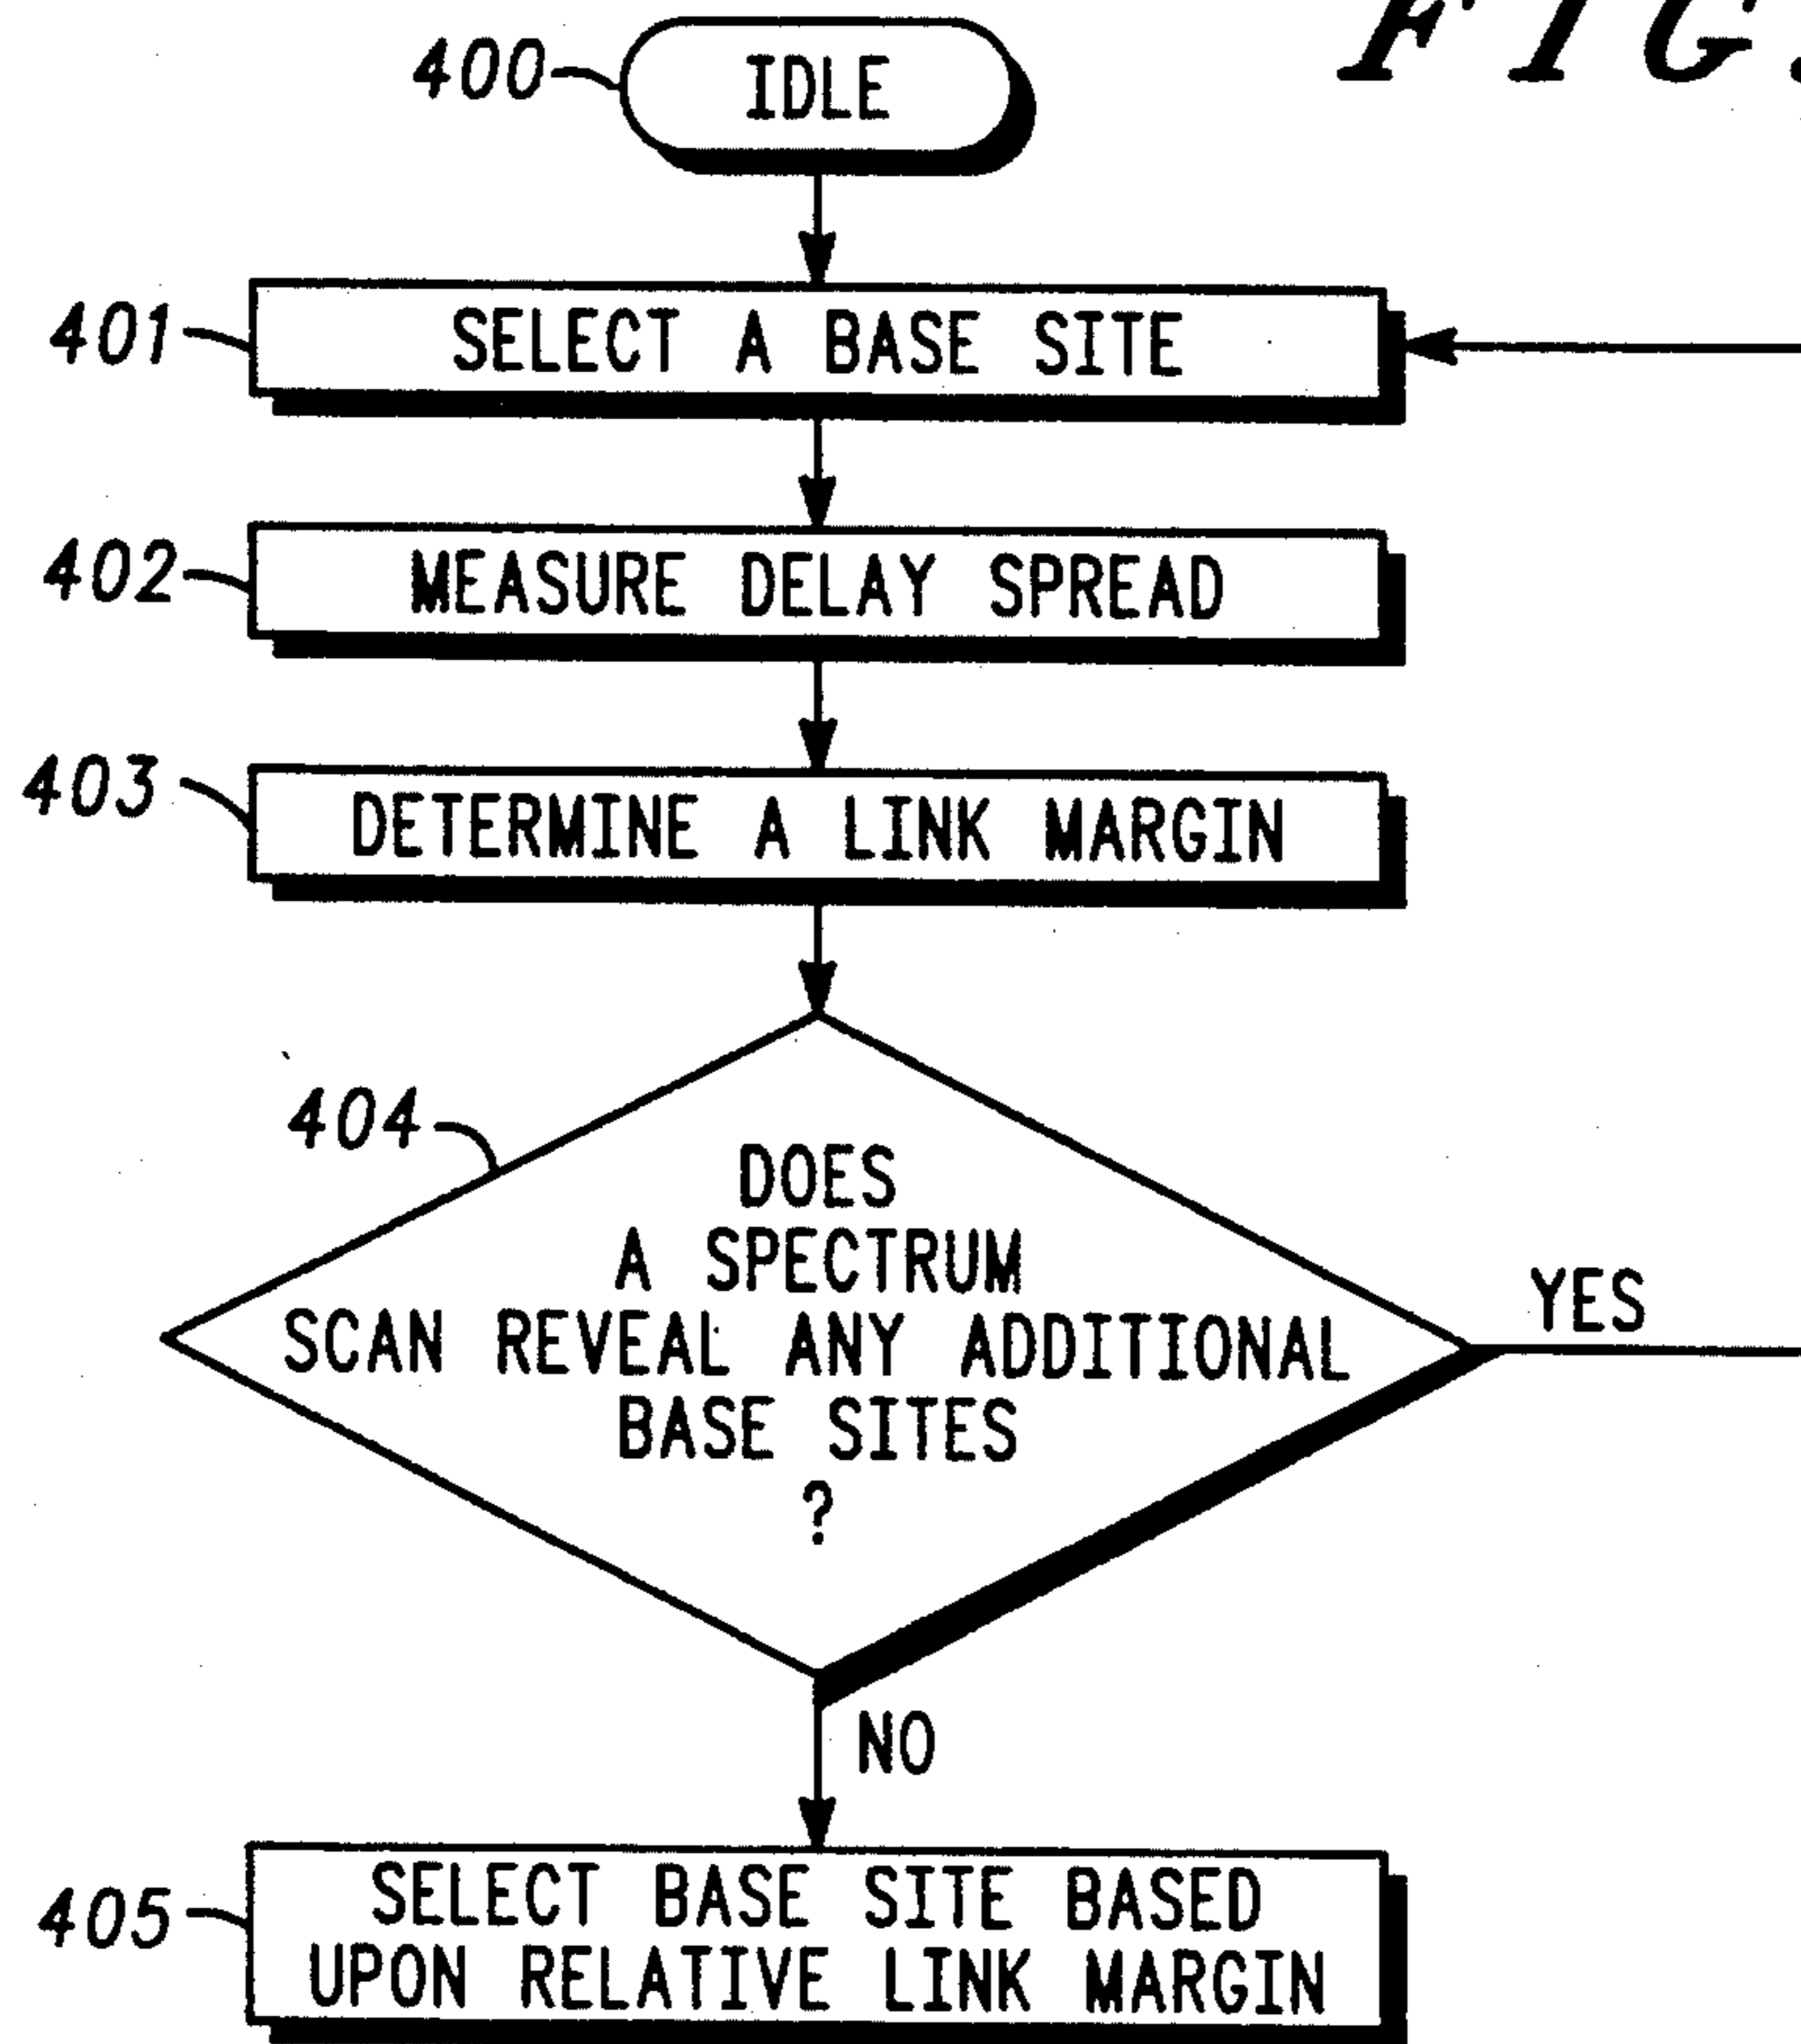 FIG.
400
IDLE
401
SELECT A BASE SITE
402
MEASURE DELAY SPREAD
403
DETERMINE A LINK MARGIN
404
DOES
A SPECTRUM
SCAN REVEAL ANY ADDITIONAL
BASE SITES
?
YES
NO
405
SELECT BASE SITE BASED
UPON RELATIVE LINK MARGIN